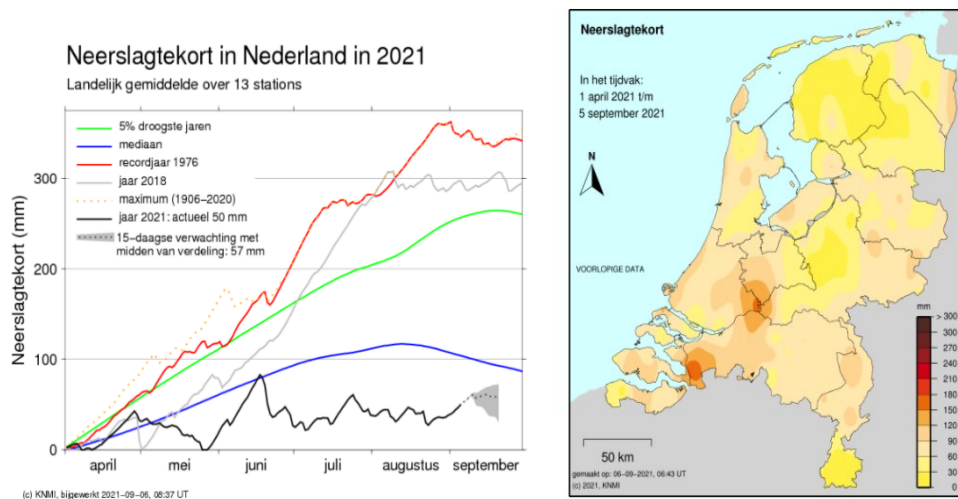 Neerslagtekort in Nederland in 2021
Landelijk gemiddelde over 13 stations
Neerslagtekort (mm)
300
200
100
0
5% droogste jaren
mediaan
recordjaar 1976
jaar 2018
maximum (1906−2020)
jaar 2021: actueel 50 mm
15−daagse verwachting met
midden van verdeling: 57 mm
april mei juni juli augustus september
(c) KNMI, bijgewerkt 2021−09−06, 08:37 UT
Neerslagtekort
In het tijdvak:
1 april 2021 t/m
5 september 2021
N
VOORLOPIGE DATA
mm
> 300
300
270
240
210
180
150
120
90
60
30
0
50 km
gemaakt op: 06−09−2021, 06:43 UT
(c) 2021, KNMI